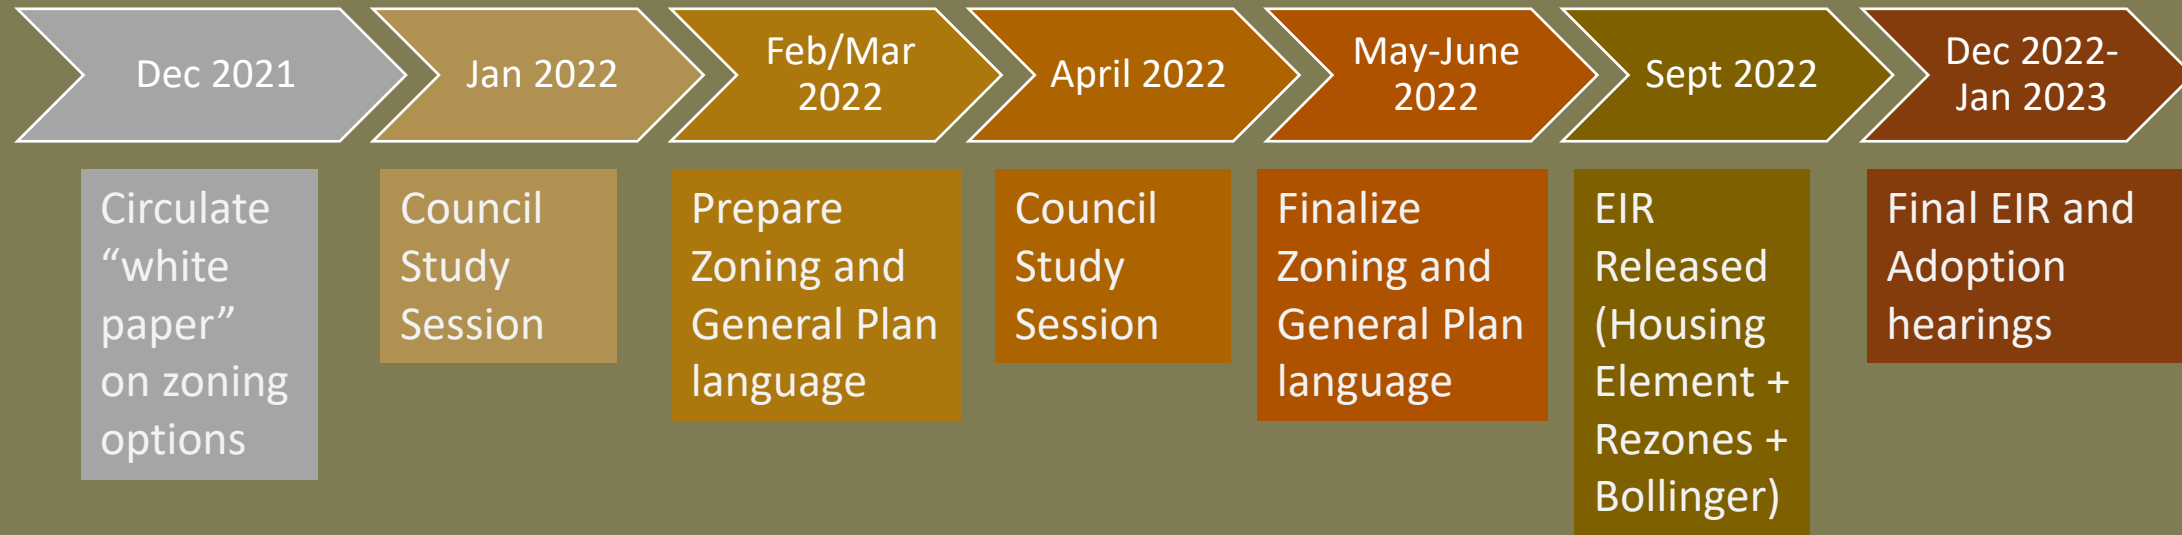 Dec 2021
Jan 2022
Feb/Mar
2022
April 2022
May-June
2022
Sept 2022
Dec 2022-
Jan 2023
Circulate
“white
paper”
on zoning
options
Council
Study
Session
Prepare
Zoning and
General Plan
language
Council
Study
Session
Finalize
Zoning and
General Plan
language
EIR
Released
(Housing
Element +
Rezones +
Bollinger)
Final EIR and
Adoption
hearings